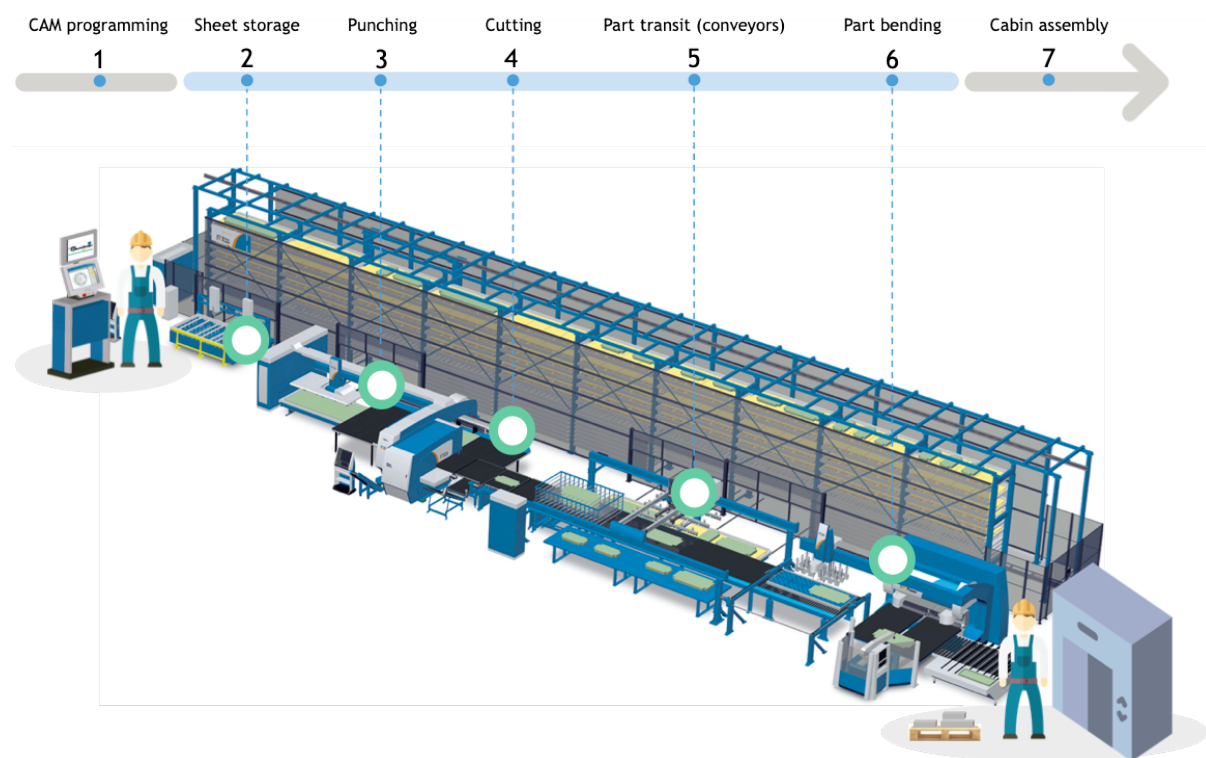 CAM programming
Sheet storage
Punching
Cutting
Part transit (conveyors)
Part bending
Cabin assembly
1
2
3
4
5
6
7